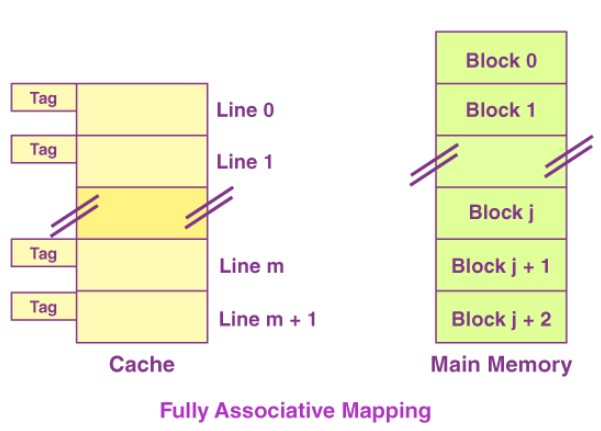 Tag
Line 0
Tag
Line 1
Tag
Line m
Tag
Line m + 1
Cache
Block 0
Block 1
Block j
Block j + 1
Block j + 2
Main Memory
Fully Associative Mapping